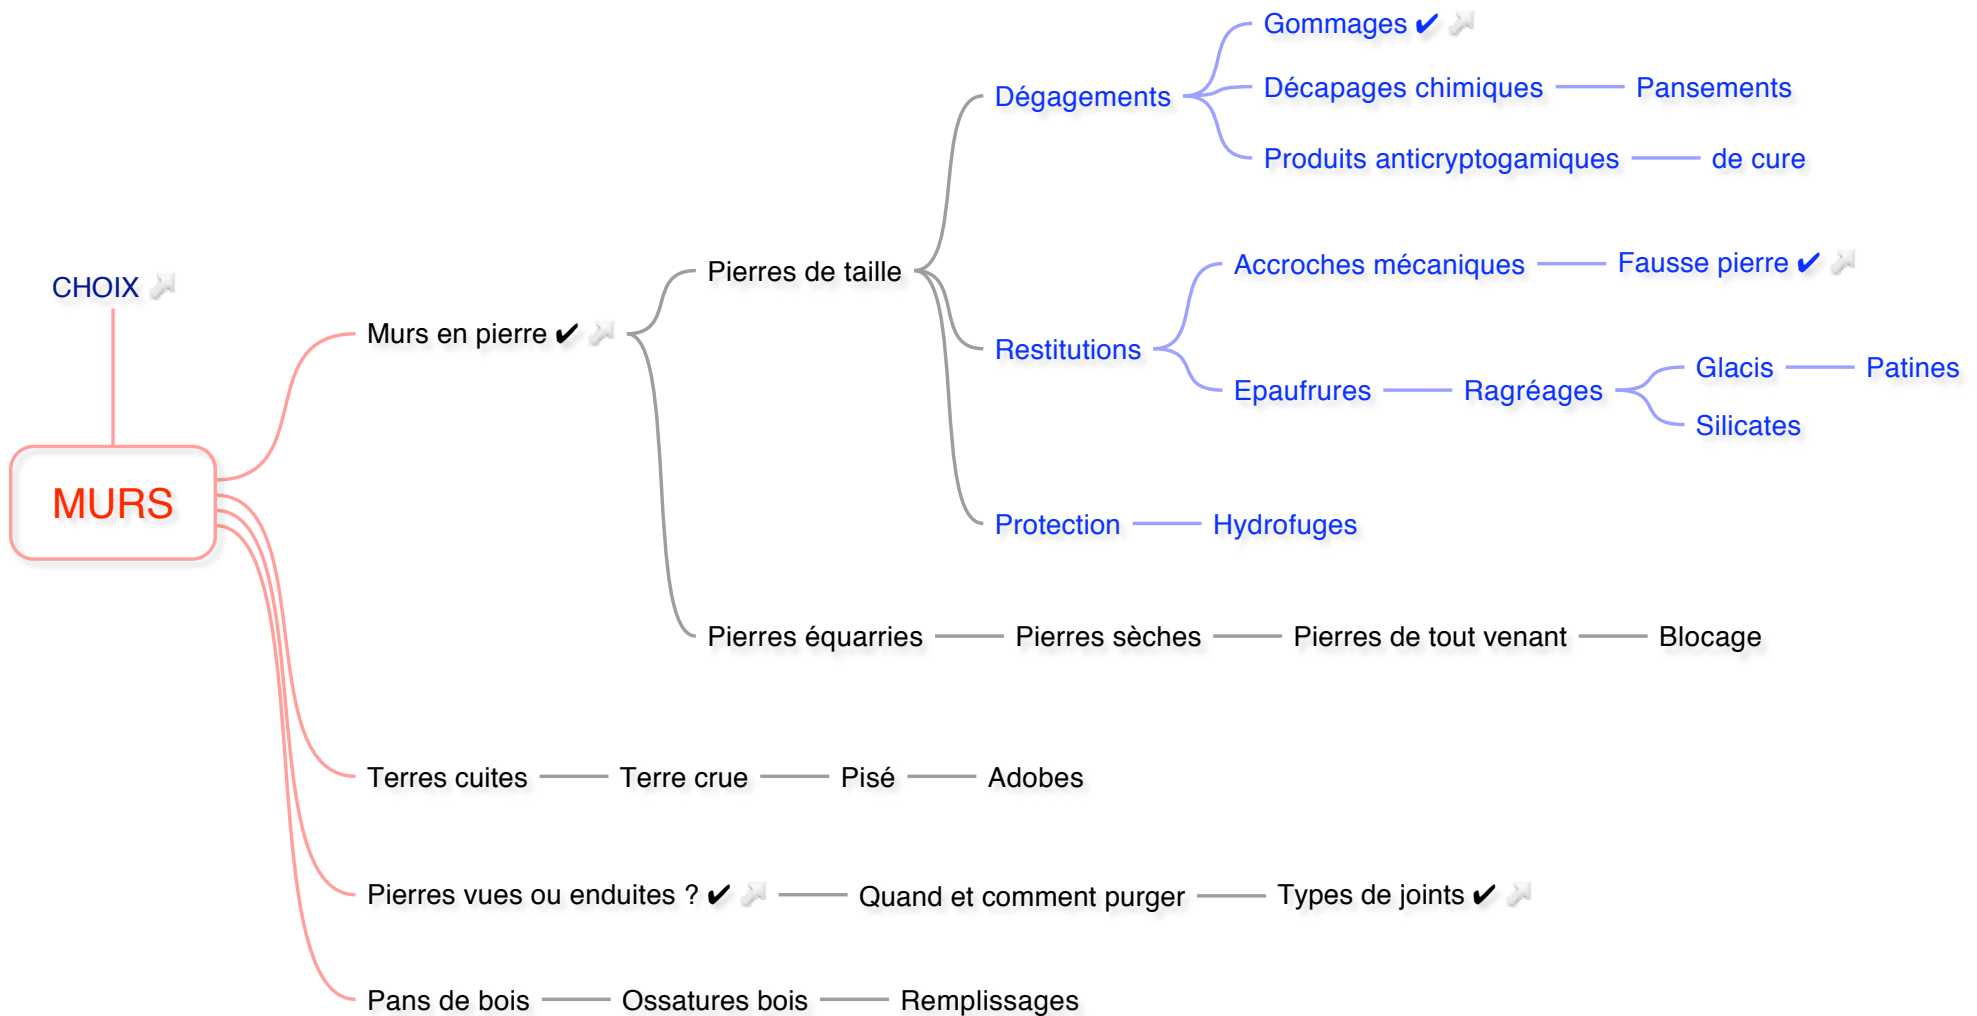 Gommages ✔
Dégagements
Décapages chimiques
Pansements
Produits anticryptogamiques
de cure
CHOIX
Pierres de taille
Accroches mécaniques
Fausse pierre ✔
Murs en pierre ✔
Restitutions
Epaufrures
Ragréages
Glacis
Patines
Silicates
MURS
Protection
Hydrofuges
Pierres équarries
Pierres sèches
Pierres de tout venant
Blocage
Terres cuites
Terre crue
Pisé
Adobes
Pierres vues ou enduites ? ✔
Quand et comment purger
Types de joints ✔
Pans de bois
Ossatures bois
Remplissages